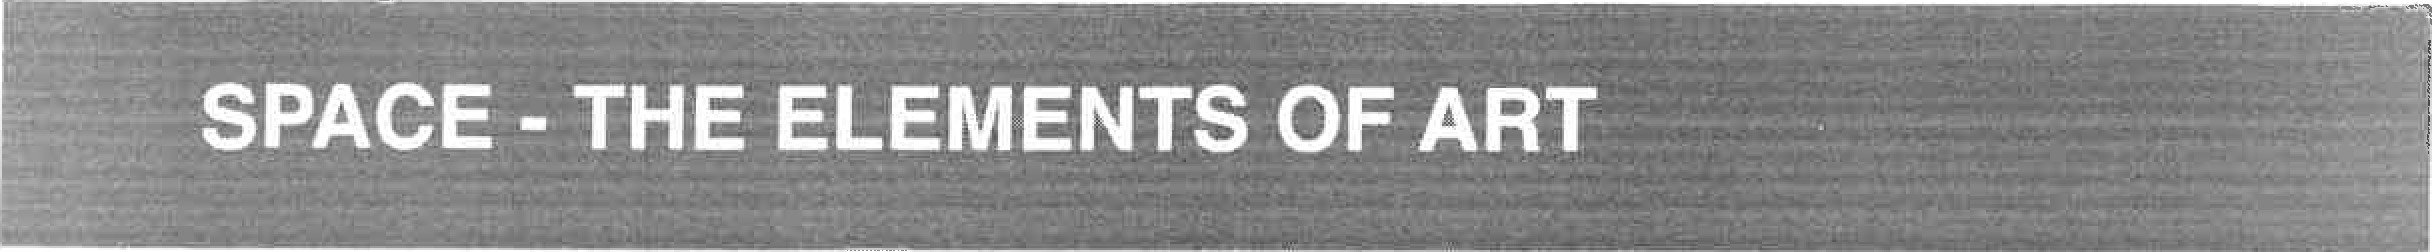 SPACE - THE ELEMENTS OF ART